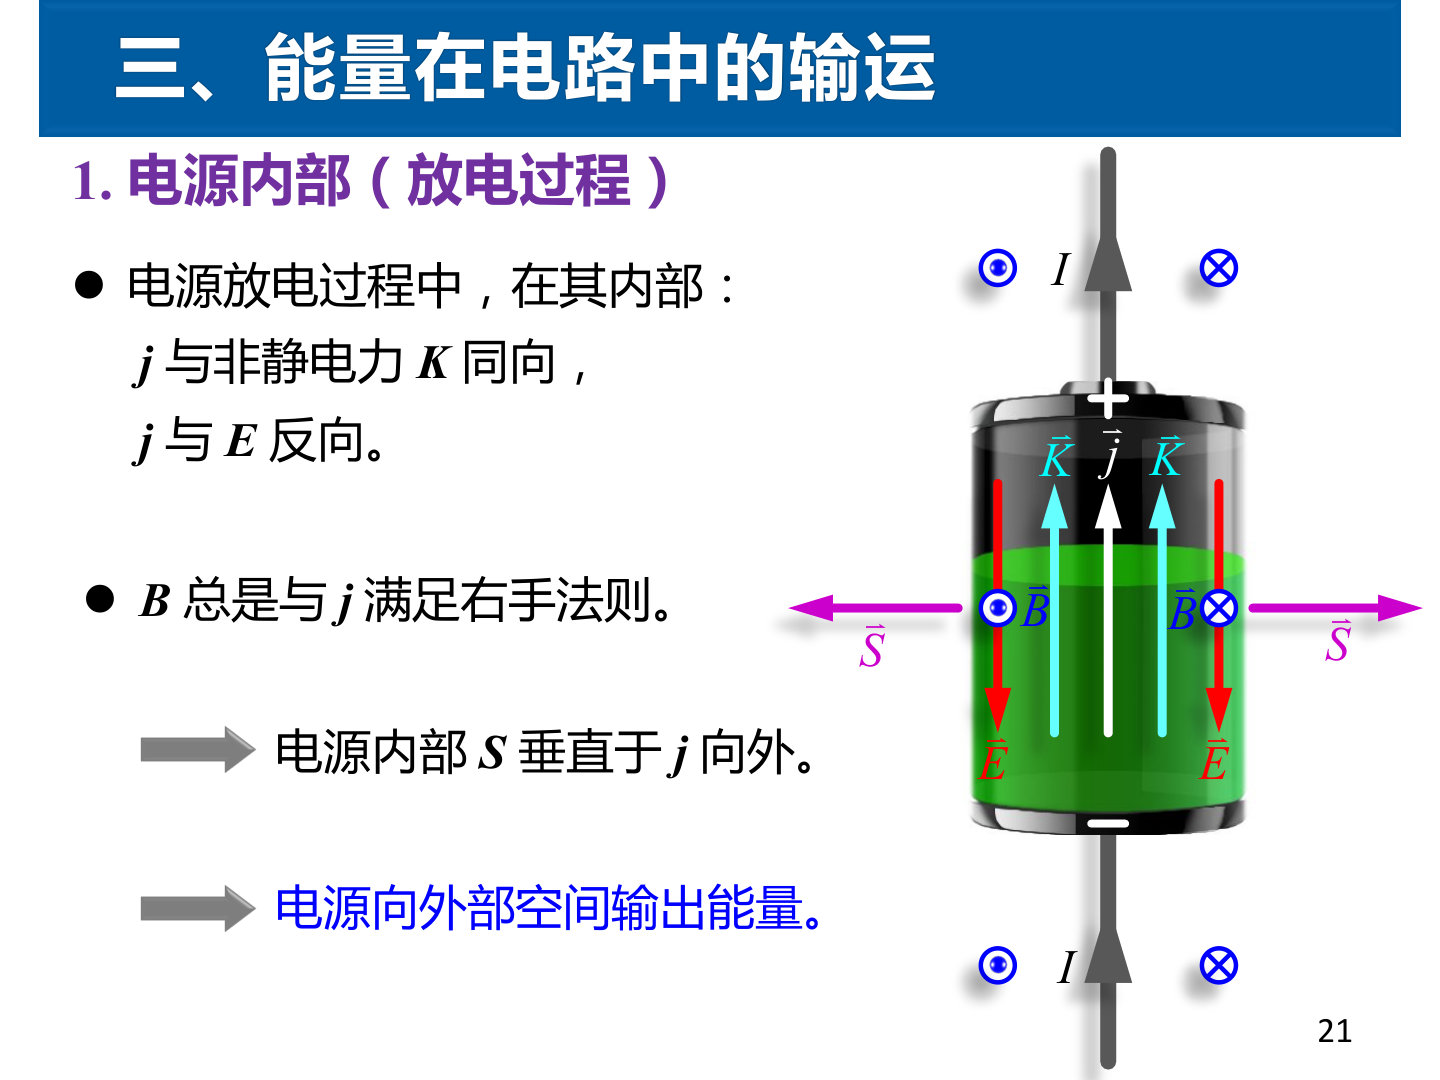 三、能量在电路中的输运
1. 电源内部（放电过程）
● 电源放电过程中，在其内部：
j 与非静电力 K 同向，
j 与 E 反向。
● B 总是与 j 满足右手法则。
电源内部 S 垂直于 j 向外。
电源向外部空间输出能量。
I
+
K⃗ j⃗ K⃗
B⃗ B⃗
S⃗ S⃗
E⃗ E⃗
−
I
21